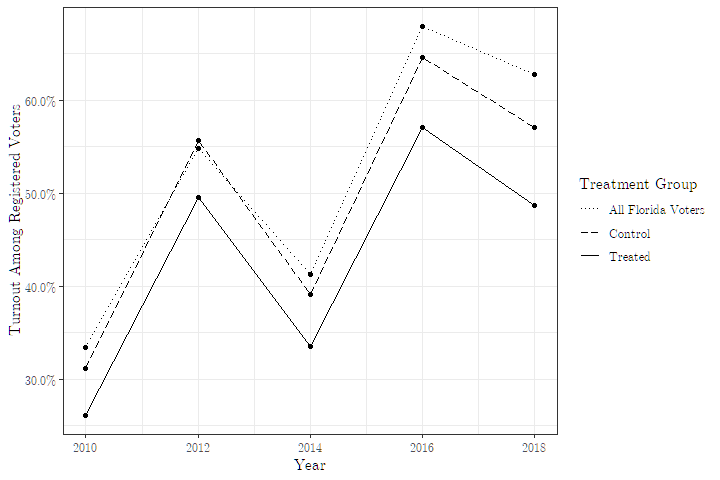 Turnout Among Registered Voters
60.0%
50.0%
40.0%
30.0%
2010
2012
2014
2016
2018
Year
Treatment Group
All Florida Voters
Control
Treated